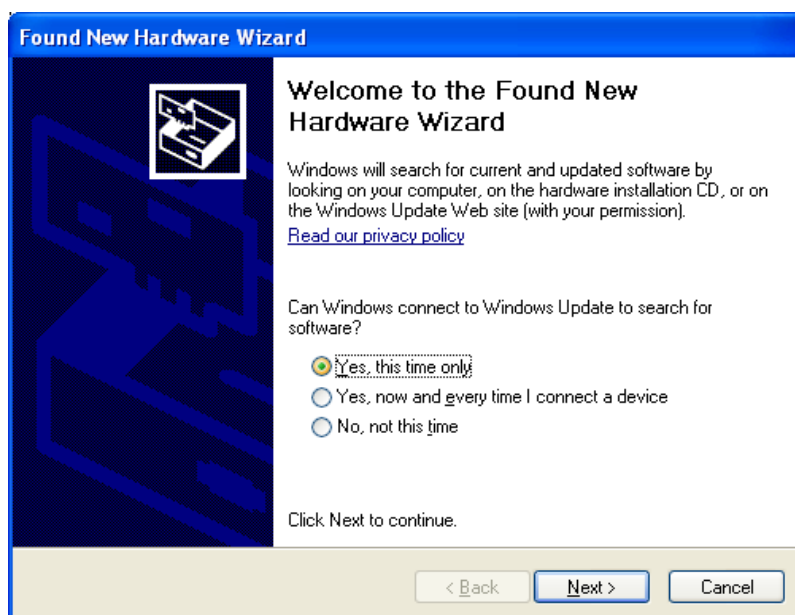 Found New Hardware Wizard
Welcome to the Found New
Hardware Wizard
Windows will search for current and updated software by
looking on your computer, on the hardware installation CD, or on
the Windows Update Web site (with your permission).
Read our privacy policy
Can Windows connect to Windows Update to search for
software?
Yes, this time only
Yes, now and every time I connect a device
No, not this time
Click Next to continue.
< Back Next > Cancel